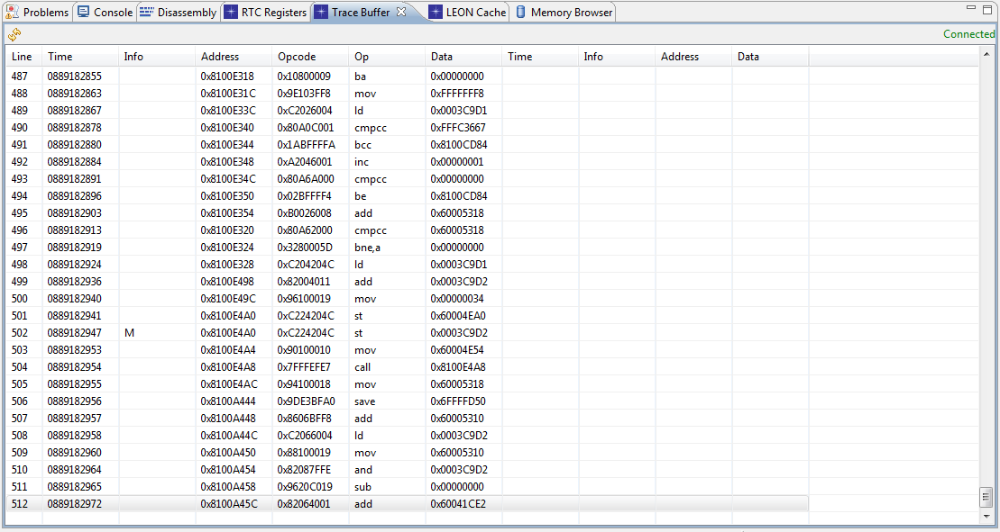 Problems Console Disassembly RTC Registers Trace Buffer LEON Cache Memory Browser
Connected
Line Time Info Address Opcode Op Data Time Info Address Data
487 0889182855 0x8100E318 0x10800009 ba 0x00000000
488 0889182863 0x8100E31C 0x9E103FF8 mov 0xFFFFFFF8
489 0889182867 0x8100E33C 0xC2026004 ld 0x0003C9D1
490 0889182878 0x8100E340 0x80A0C001 cmpcc 0xFFFC3667
491 0889182880 0x8100E344 0x1ABFFFFA bcc 0x8100CD84
492 0889182884 0x8100E348 0xA2046001 inc 0x00000001
493 0889182891 0x8100E34C 0x80A6A000 cmpcc 0x00000000
494 0889182896 0x8100E350 0x02BFFFF4 be 0x8100CD84
495 0889182903 0x8100E354 0xB0026008 add 0x60005318
496 0889182913 0x8100E320 0x80A62000 cmpcc 0x60005318
497 0889182919 0x8100E324 0x3280005D bne,a 0x00000000
498 0889182924 0x8100E328 0xC204204C ld 0x0003C9D1
499 0889182936 0x8100E498 0x82004011 add 0x0003C9D2
500 0889182940 0x8100E49C 0x96100019 mov 0x00000034
501 0889182941 0x8100E4A0 0xC224204C st 0x60004EA0
502 0889182947 M 0x8100E4A0 0xC224204C st 0x0003C9D2
503 0889182953 0x8100E4A4 0x90100010 mov 0x60004E54
504 0889182954 0x8100E4A8 0x7FFFEFE7 call 0x8100E4A8
505 0889182955 0x8100E4AC 0x94100018 mov 0x60005318
506 0889182956 0x8100A444 0x9DE3BFA0 save 0x6FFFFD50
507 0889182957 0x8100A448 0x8606BFF8 add 0x60005310
508 0889182958 0x8100A44C 0xC2066004 ld 0x0003C9D2
509 0889182960 0x8100A450 0x88100019 mov 0x60005310
510 0889182964 0x8100A454 0x82087FFE and 0x0003C9D2
511 0889182965 0x8100A458 0x9620C019 sub 0x00000000
512 0889182972 0x8100A45C 0x82064001 add 0x60041CE2